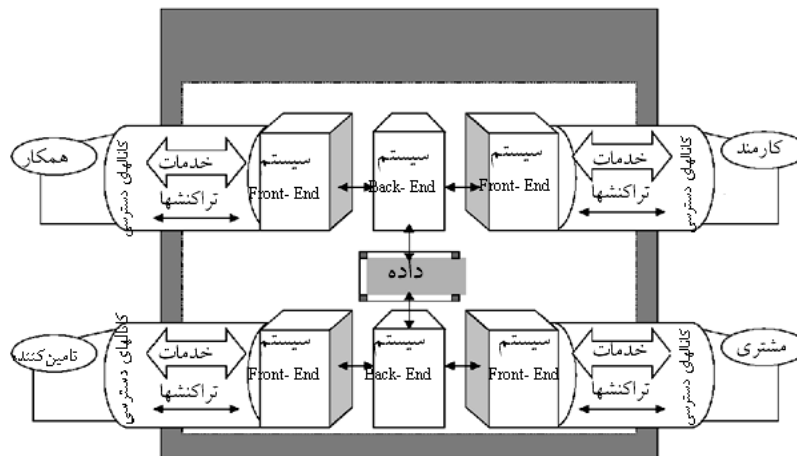 کارمند
کانالهای دسترسی
خدمات
تراکنشها
سیستم
Front- End
سیستم
Back- End
سیستم
Front- End
خدمات
تراکنشها
کانالهای دسترسی
همکار
داده
مشتری
کانالهای دسترسی
خدمات
تراکنشها
سیستم
Front- End
سیستم
Back- End
سیستم
Front- End
خدمات
تراکنشها
کانالهای دسترسی
تامین‌کننده